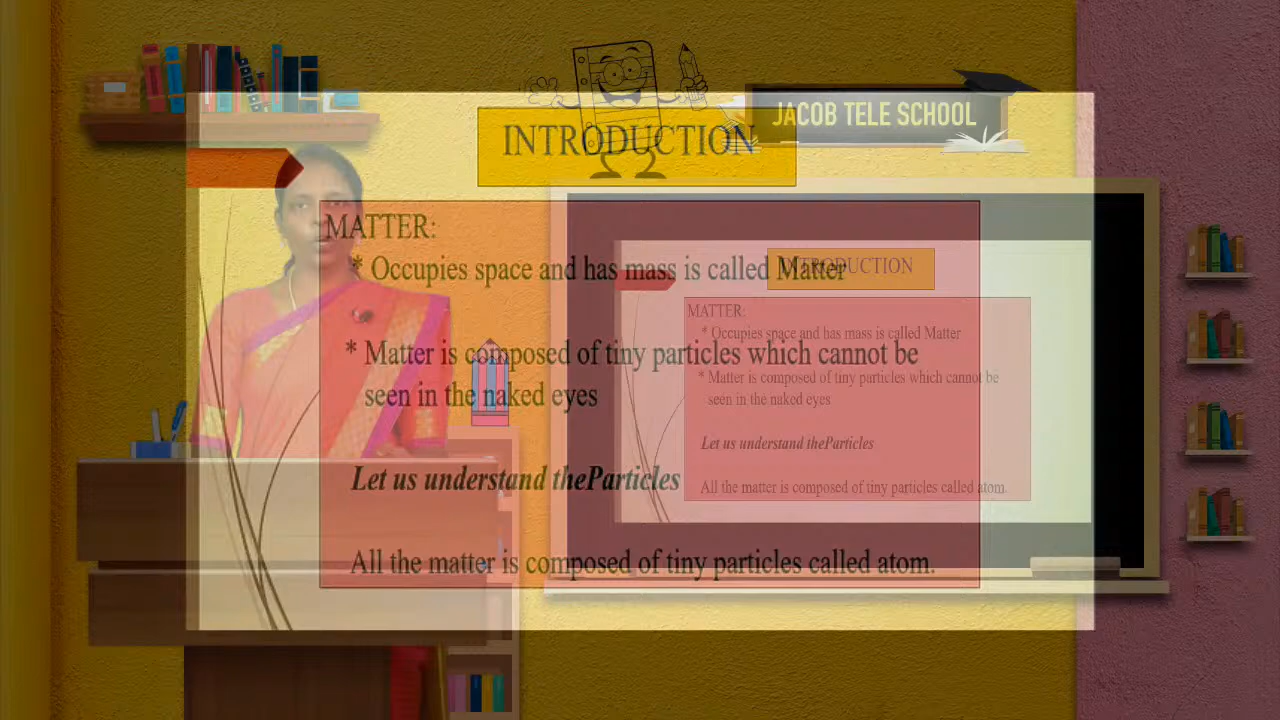 JACOB TELE SCHOOL
INTRODUCTION
MATTER:
* Occupies space and has mass is called Matter
* Matter is composed of tiny particles which cannot be
seen in the naked eyes
Let us understand theParticles
All the matter is composed of tiny particles called atom.
INTRODUCTION
MATTER:
* Occupies space and has mass is called Matter
* Matter is composed of tiny particles which cannot be
seen in the naked eyes
Let us understand theParticles
All the matter is composed of tiny particles called atom.